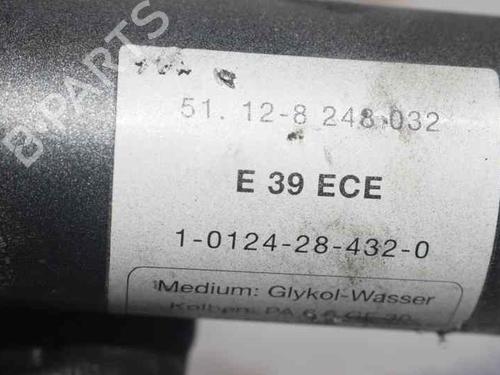 51. 12-8 248 032
E 39 ECE
1-0124-28-432-0
Medium: Glykol-Wasser
B-PARTS